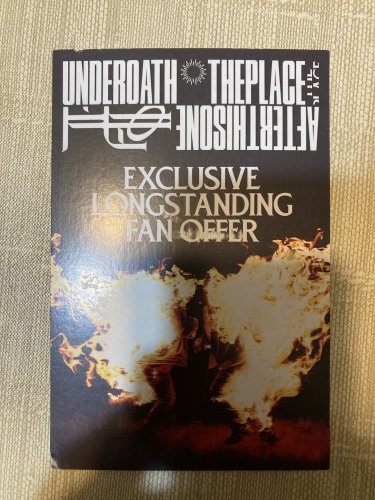 UNDEROATH THEPLACE
AFTERTHISONE
EXCLUSIVE
LONGSTANDING
FAN OFFER